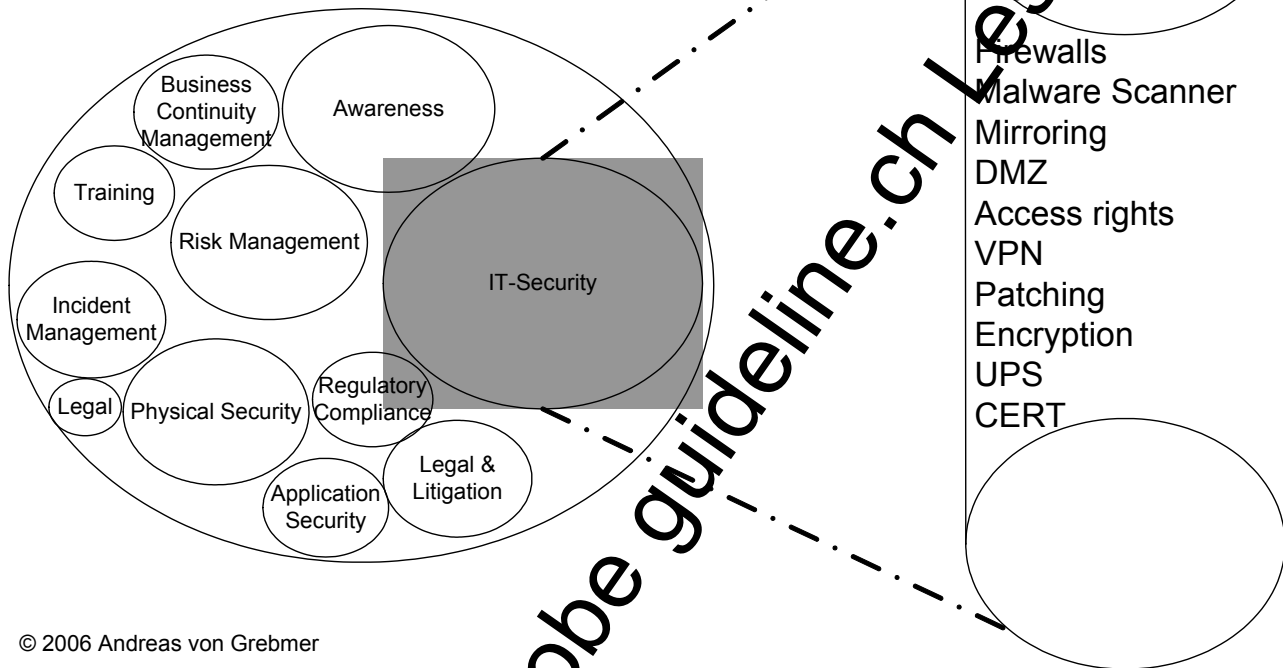 Business
Continuity
Management
Awareness
Training
Risk Management
IT-Security
Incident
Management
Legal
Physical Security
Regulatory
Compliance
Legal &
Litigation
Application
Security
Firewalls
Malware Scanner
Mirroring
DMZ
Access rights
VPN
Patching
Encryption
UPS
CERT
guideline.ch
© 2006 Andreas von Grebmer